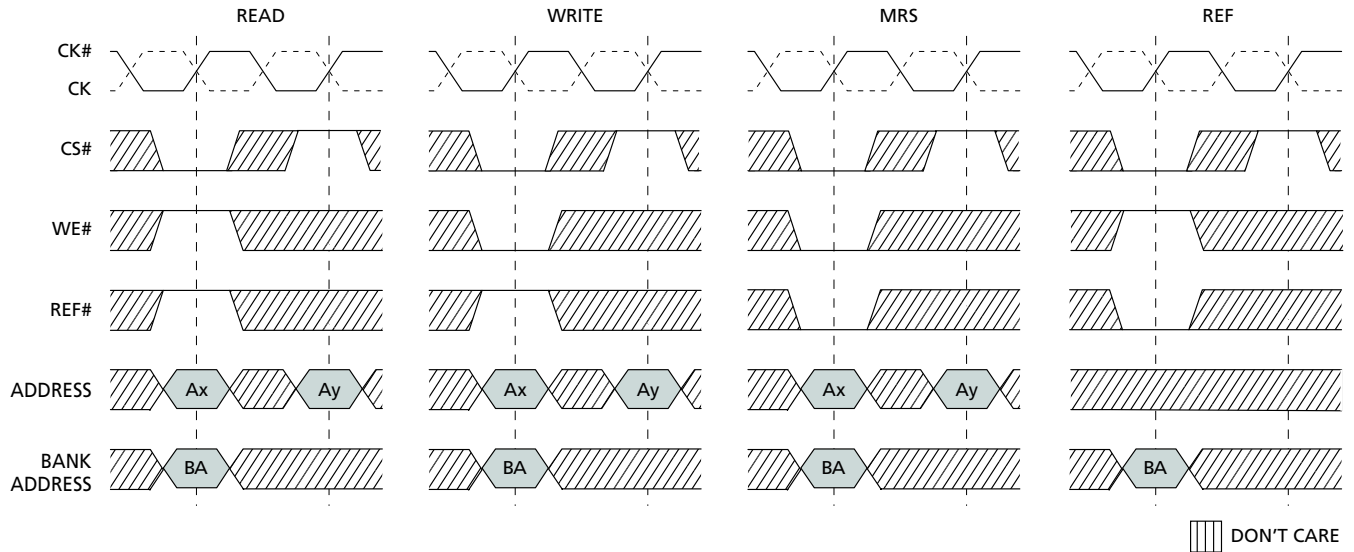 READ WRITE MRS REF
CK#
CK
CS#
WE#
REF#
ADDRESS Ax Ay Ax Ay Ax Ay
BANK
ADDRESS BA BA BA BA
DON'T CARE